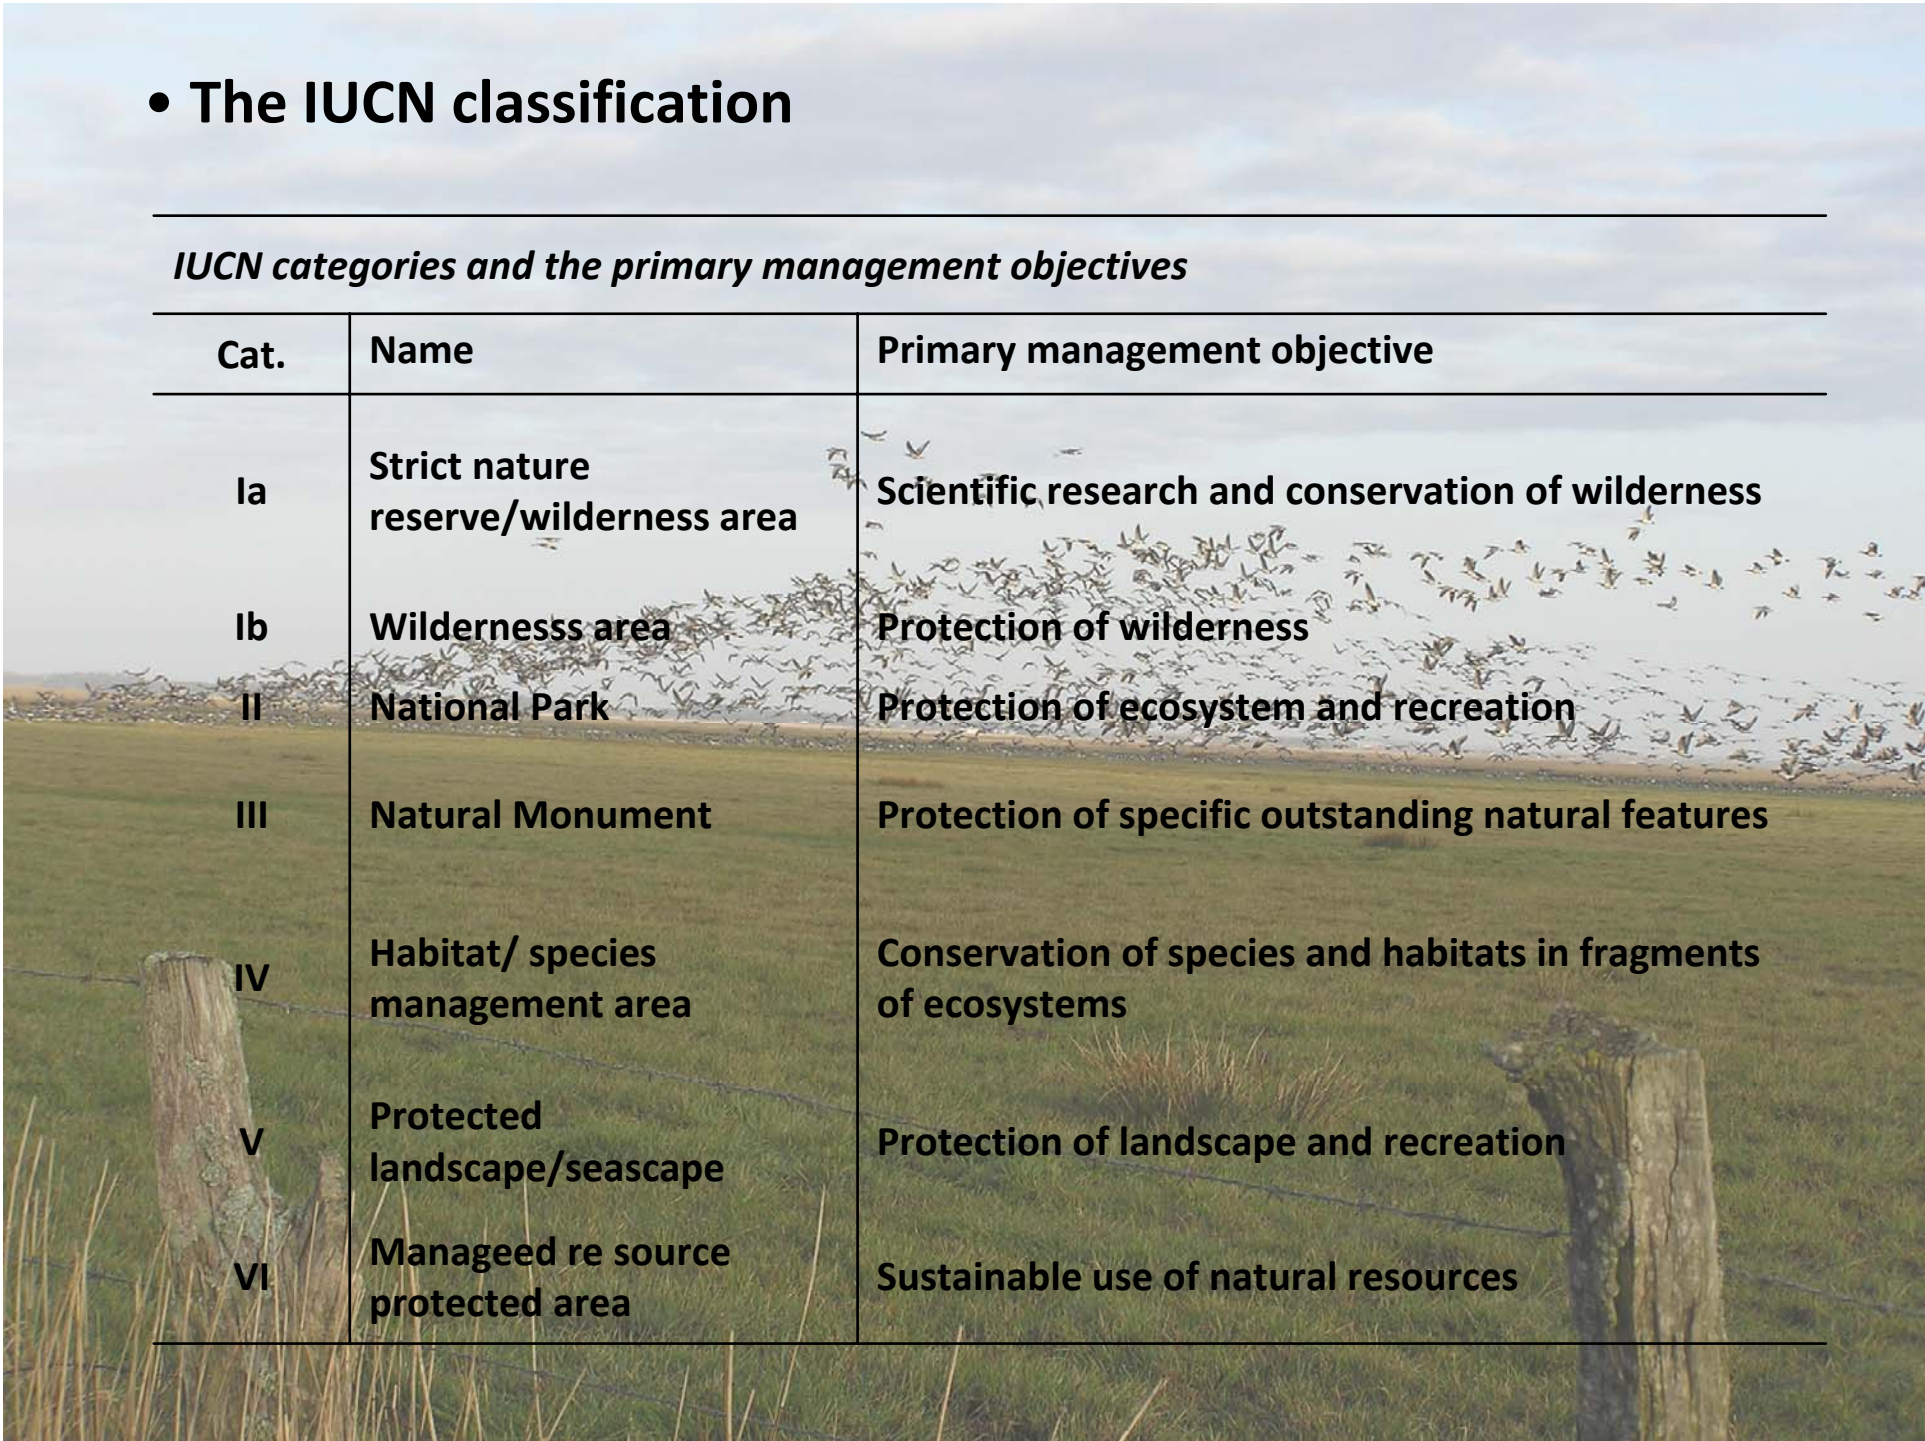 • The IUCN classification
IUCN categories and the primary management objectives
Cat. Name Primary management objective
Ia Strict nature
reserve/wilderness area Scientific research and conservation of wilderness
Ib Wildernesss area Protection of wilderness
II National Park Protection of ecosystem and recreation
III Natural Monument Protection of specific outstanding natural features
IV Habitat/ species
management area Conservation of species and habitats in fragments
of ecosystems
V Protected
landscape/seascape Protection of landscape and recreation
VI Manageed re source
protected area Sustainable use of natural resources